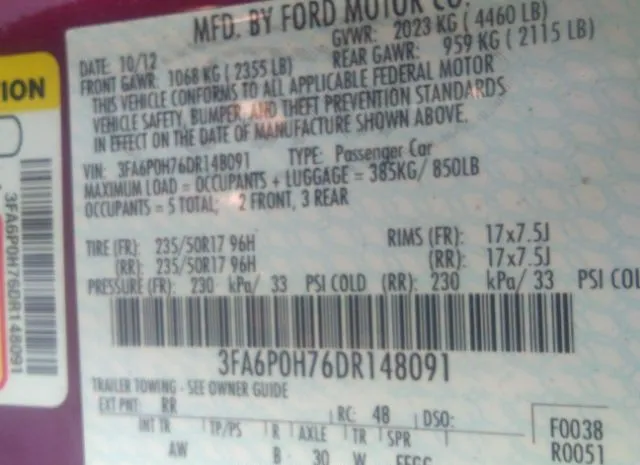 MFD. BY FORD MOTOR CO.
DATE: 10/12 GVWR: 2023 KG ( 4460 LB)
FRONT GAWR: 1068 KG ( 2355 LB) REAR GAWR: 959 KG ( 2115 LB)
THIS VEHICLE CONFORMS TO ALL APPLICABLE FEDERAL MOTOR
VEHICLE SAFETY, BUMPER, AND THEFT PREVENTION STANDARDS
IN EFFECT ON THE DATE OF MANUFACTURE SHOWN ABOVE.
VIN: 3FA6P0H76DR148091 TYPE: Passenger Car
MAXIMUM LOAD = OCCUPANTS + LUGGAGE = 385KG/ 850LB
OCCUPANTS = 5 TOTAL; 2 FRONT, 3 REAR
TIRE (FR): 235/50R17 96H RIMS (FR): 17x7.5J
(RR): 235/50R17 96H (RR): 17x7.5J
PRESSURE (FR): 230 kPa/ 33 PSI COLD (RR): 230 kPa/ 33 PSI COL
3FA6P0H76DR148091
TRAILER TOWING - SEE OWNER GUIDE
EXT PNT: RR RC: 48 DSO: F0038
INT TR TP/PS R AXLE TR SPR R0051
AW B 30 W
ION
3FA6P0H76DR148091